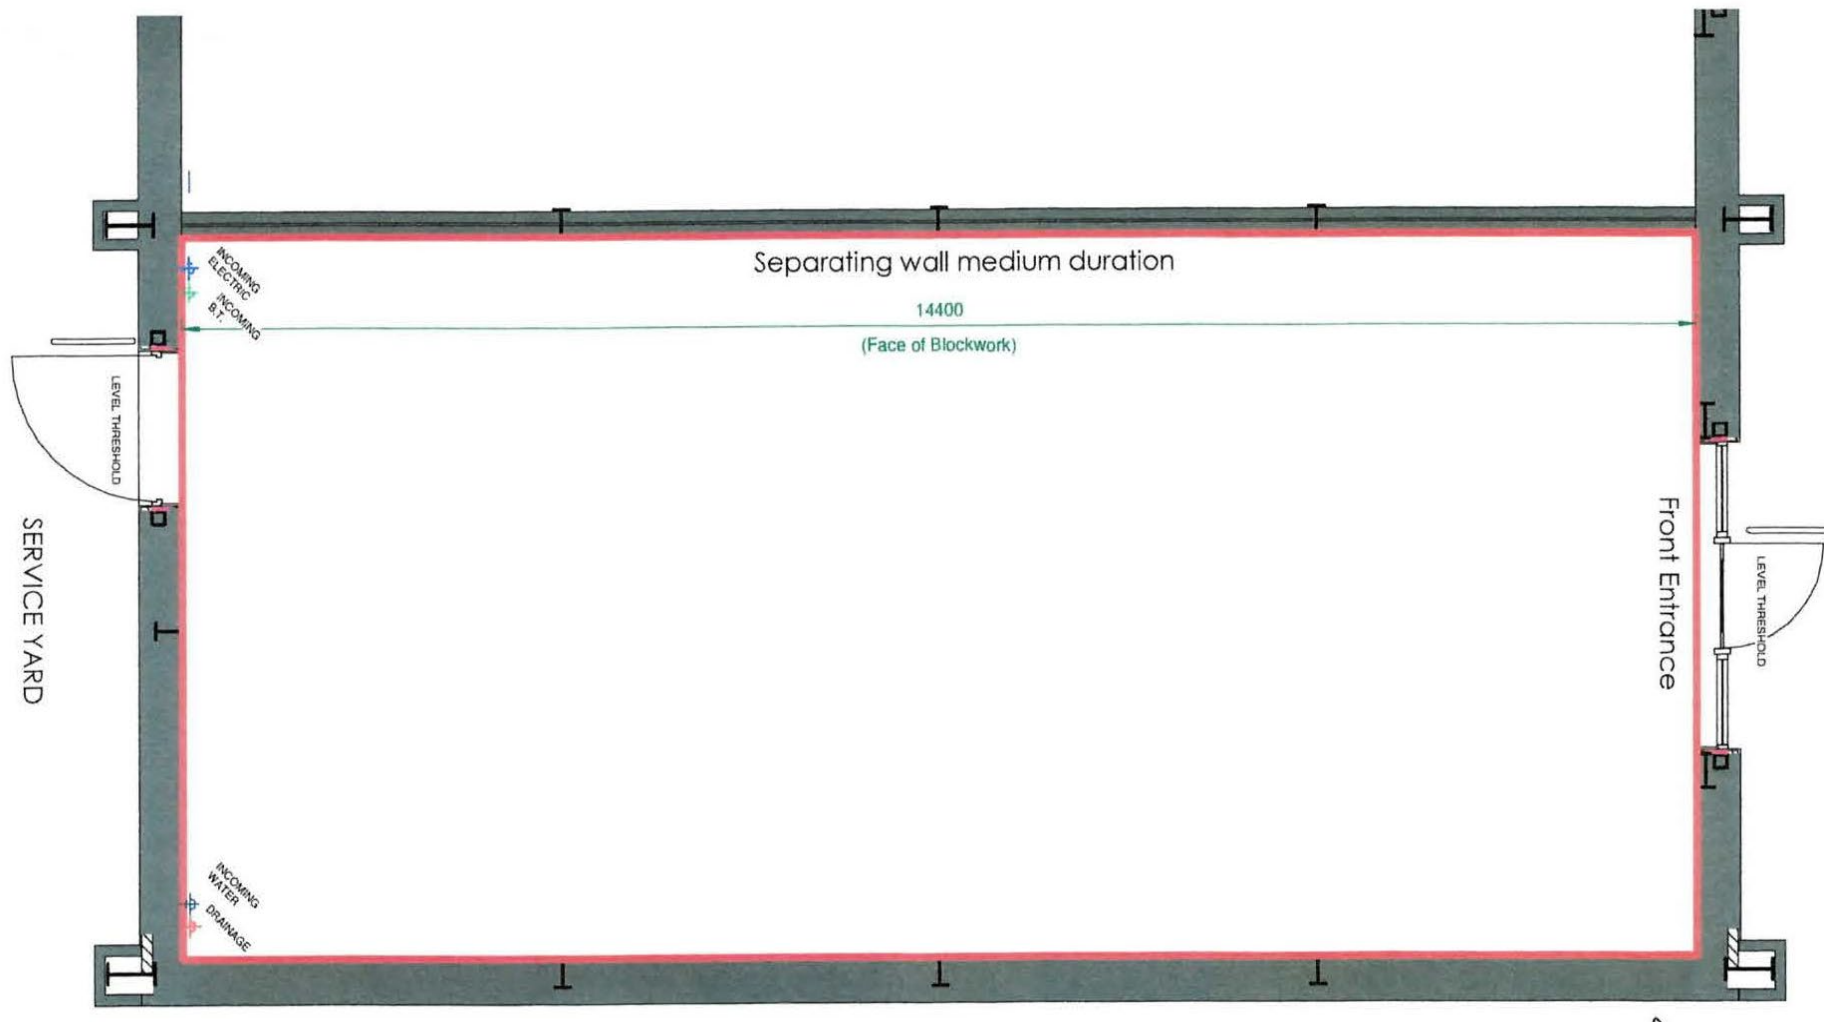 INCOMING
ELECTRIC
INCOMING
B.T.
Separating wall medium duration
14400
(Face of Blockwork)
LEVEL THRESHOLD
SERVICE YARD
Front Entrance
LEVEL THRESHOLD
INCOMING
WATER
DRAINAGE